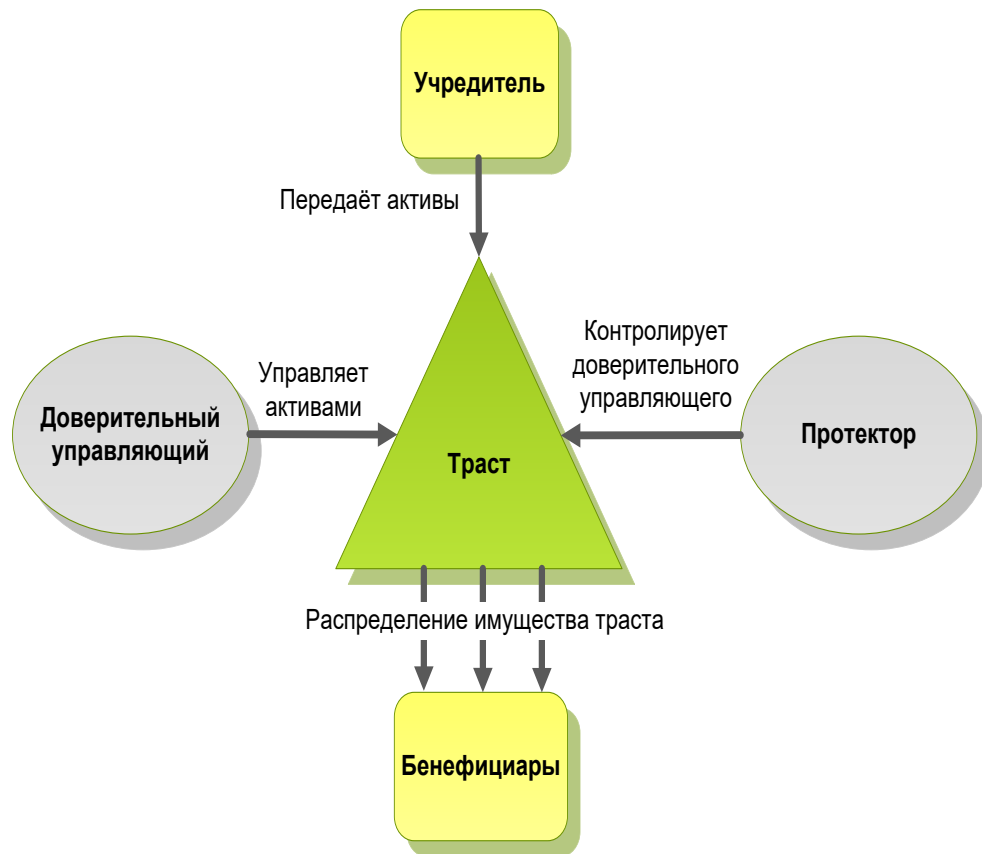 Учредитель
Передаёт активы
Контролирует
доверительного
управляющего
Управляет
активами
Доверительный
управляющий
Траст
Протектор
Распределение имущества траста
Бенефициары